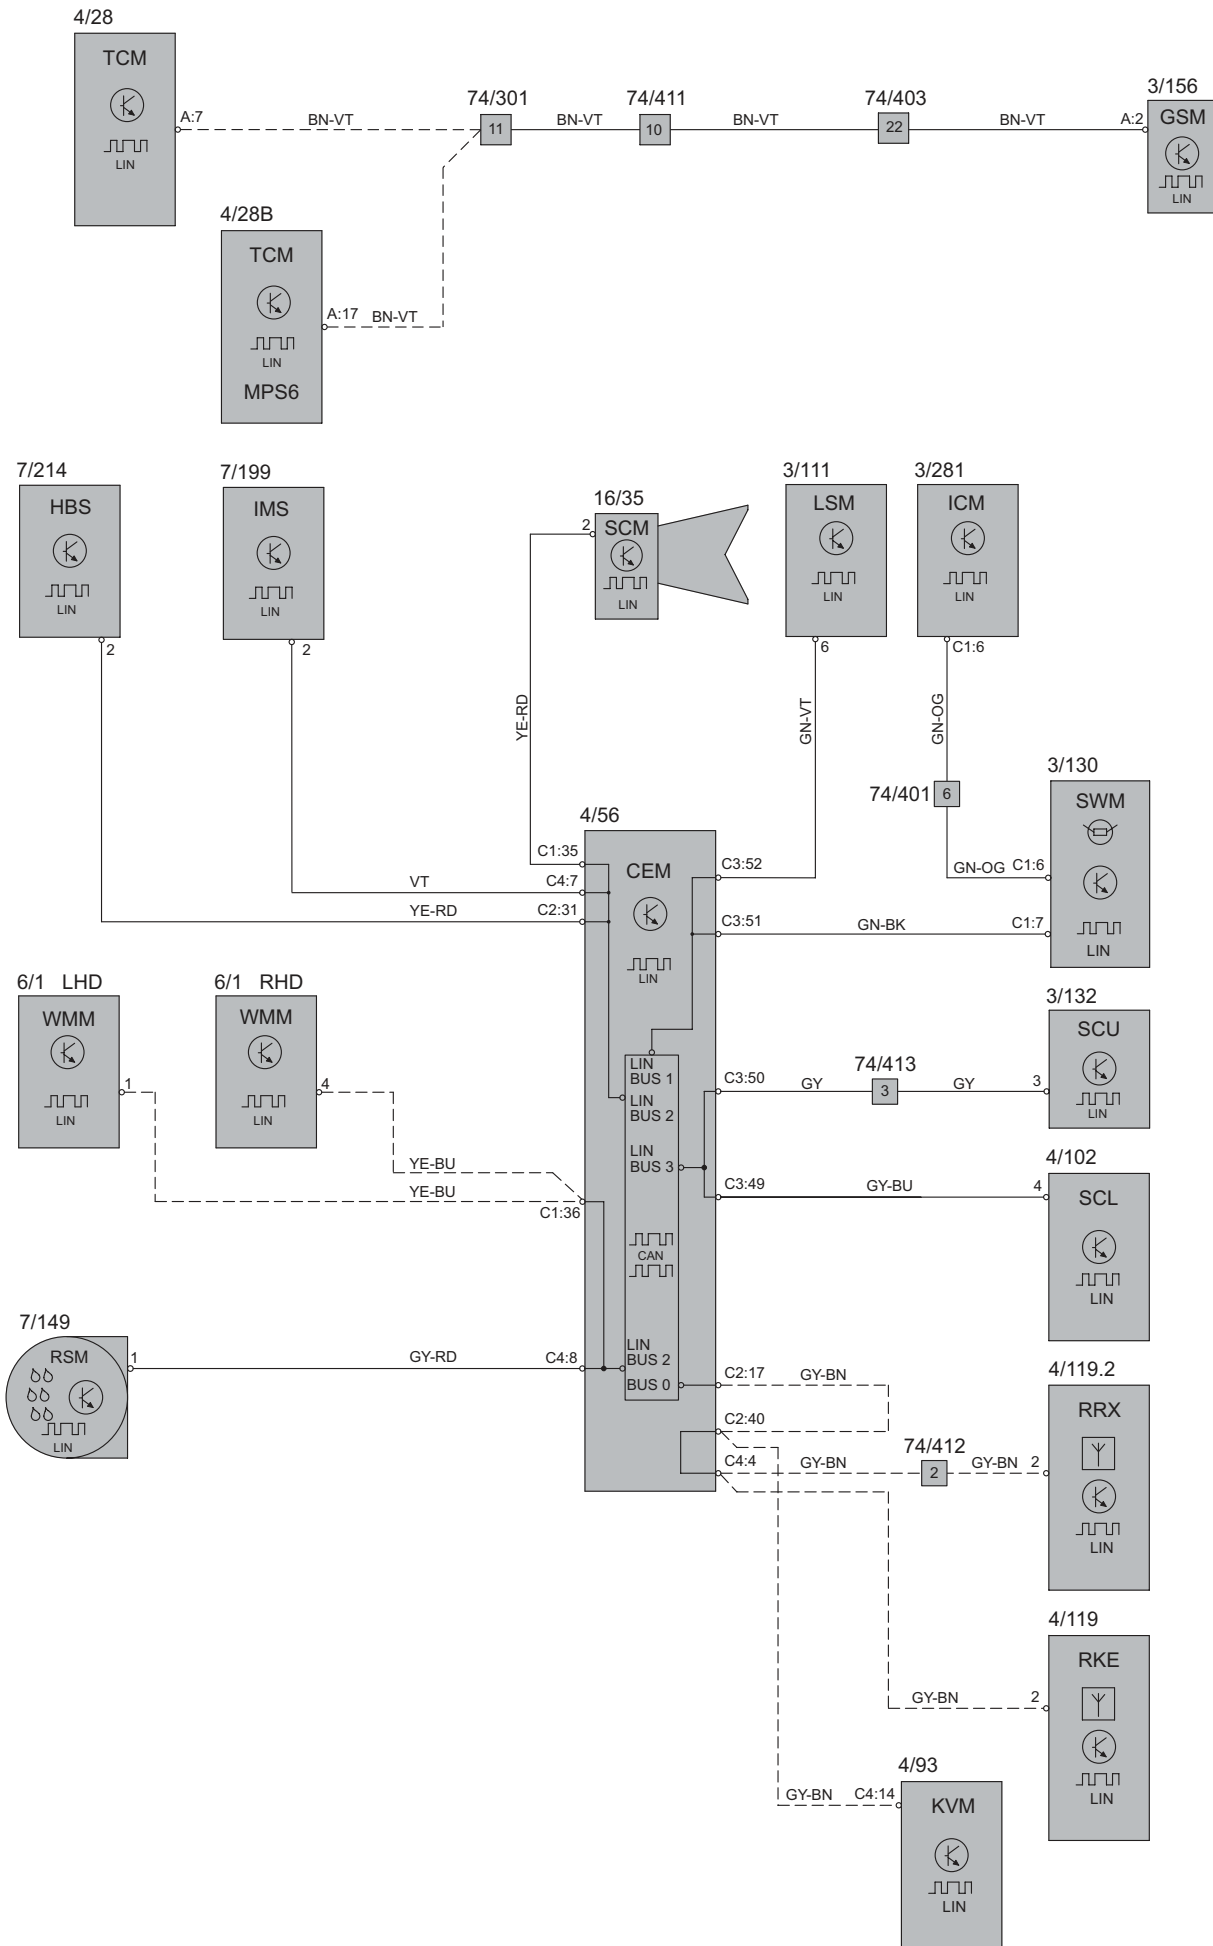 4/28
TCM
LIN
A:7
BN-VT
74/301
11
BN-VT
74/411
10
BN-VT
74/403
22
BN-VT
A:2
3/156
GSM
LIN
4/28B
TCM
LIN
MPS6
A:17
BN-VT
7/214
HBS
LIN
2
7/199
IMS
LIN
2
16/35
2
SCM
LIN
YE-RD
3/111
LSM
LIN
6
GN-VT
3/281
ICM
LIN
C1:6
GN-OG
74/401
6
GN-OG
C1:6
3/130
SWM
LIN
4/56
CEM
LIN
C1:35
VT
C4:7
YE-RD
C2:31
C3:52
C3:51
GN-BK
C1:7
6/1 LHD
WMM
LIN
1
6/1 RHD
WMM
LIN
4
YE-BU
YE-BU
C1:36
LIN
BUS 1
LIN
BUS 2
LIN
BUS 3
CAN
LIN
BUS 2
BUS 0
C3:50
GY
74/413
3
GY
3
3/132
SCU
LIN
C3:49
GY-BU
4
4/102
SCL
LIN
7/149
RSM
LIN
1
GY-RD
C4:8
C2:17
GY-BN
C2:40
C4:4
GY-BN
74/412
2
GY-BN
2
4/119.2
RRX
LIN
4/119
RKE
LIN
GY-BN
2
4/93
KVM
LIN
GY-BN
C4:14